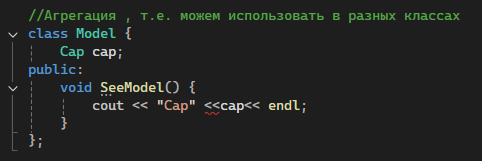 //Агрегация , т.е. можем использовать в разных классах
class Model {
    Cap cap;
public:
    void SeeModel() {
        cout << "Cap" <<cap<< endl;
    }
};